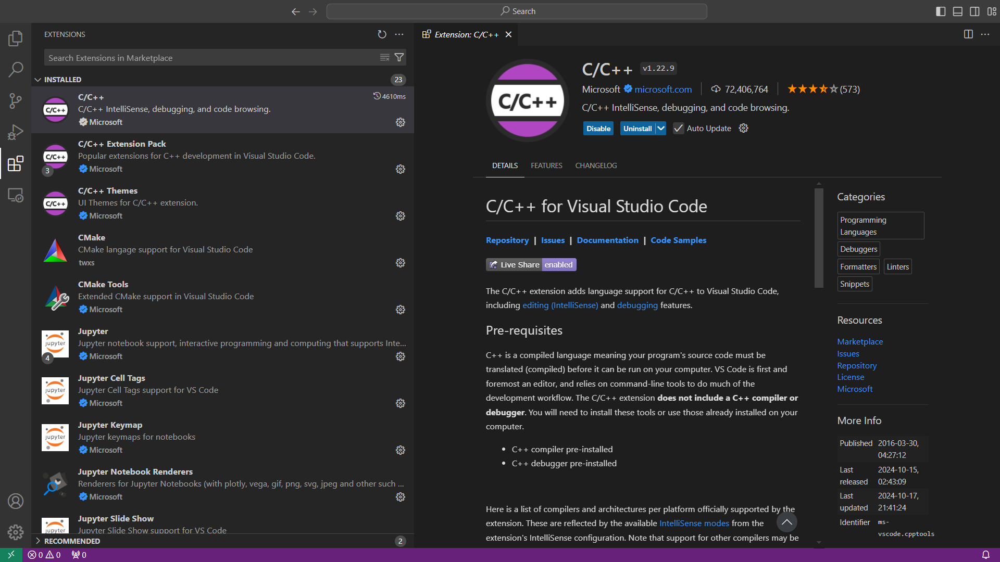 Search
EXTENSIONS
Search Extensions in Marketplace
INSTALLED
23
C/C++
4610ms
C/C++ IntelliSense, debugging, and code browsing.
Microsoft
C/C++
C/C++ Extension Pack
Popular extensions for C++ development in Visual Studio Code.
Microsoft
C/C++
3
C/C++ Themes
UI Themes for C/C++ extension.
Microsoft
C/C++
CMake
CMake langage support for Visual Studio Code
twxs
CMake Tools
Extended CMake support in Visual Studio Code
Microsoft
Jupyter
Jupyter notebook support, interactive programming and computing that supports Inte...
Microsoft
jupyter
4
Jupyter Cell Tags
Jupyter Cell Tags support for VS Code
Microsoft
jupyter
Jupyter Keymap
Jupyter keymaps for notebooks
Microsoft
jupyter
Jupyter Notebook Renderers
Renderers for Jupyter Notebooks (with plotly, vega, gif, png, svg, jpeg and other such ...
Microsoft
Jupyter Slide Show
Jupyter Slide Show support for VS Code
RECOMMENDED
2
Extension: C/C++
C/C++
C/C++ v1.22.9
Microsoft microsoft.com 72,406,764 (573)
C/C++ IntelliSense, debugging, and code browsing.
Disable Uninstall Auto Update
DETAILS FEATURES CHANGELOG
C/C++ for Visual Studio Code
Repository | Issues | Documentation | Code Samples
Live Share enabled
The C/C++ extension adds language support for C/C++ to Visual Studio Code,
including editing (IntelliSense) and debugging features.
Pre-requisites
C++ is a compiled language meaning your program's source code must be
translated (compiled) before it can be run on your computer. VS Code is first and
foremost an editor, and relies on command-line tools to do much of the
development workflow. The C/C++ extension does not include a C++ compiler or
debugger. You will need to install these tools or use those already installed on your
computer.
• C++ compiler pre-installed
• C++ debugger pre-installed
Here is a list of compilers and architectures per platform officially supported by the
extension. These are reflected by the available IntelliSense modes from the
extension's IntelliSense configuration. Note that support for other compilers may be
Categories
Programming
Languages
Debuggers
Formatters Linters
Snippets
Resources
Marketplace
Issues
Repository
License
Microsoft
More Info
Published 2016-03-30,
04:27:12
Last 2024-10-15,
released 02:43:09
Last 2024-10-17,
updated 21:41:24
Identifier ms-
vscode.cpptools
0 0 0